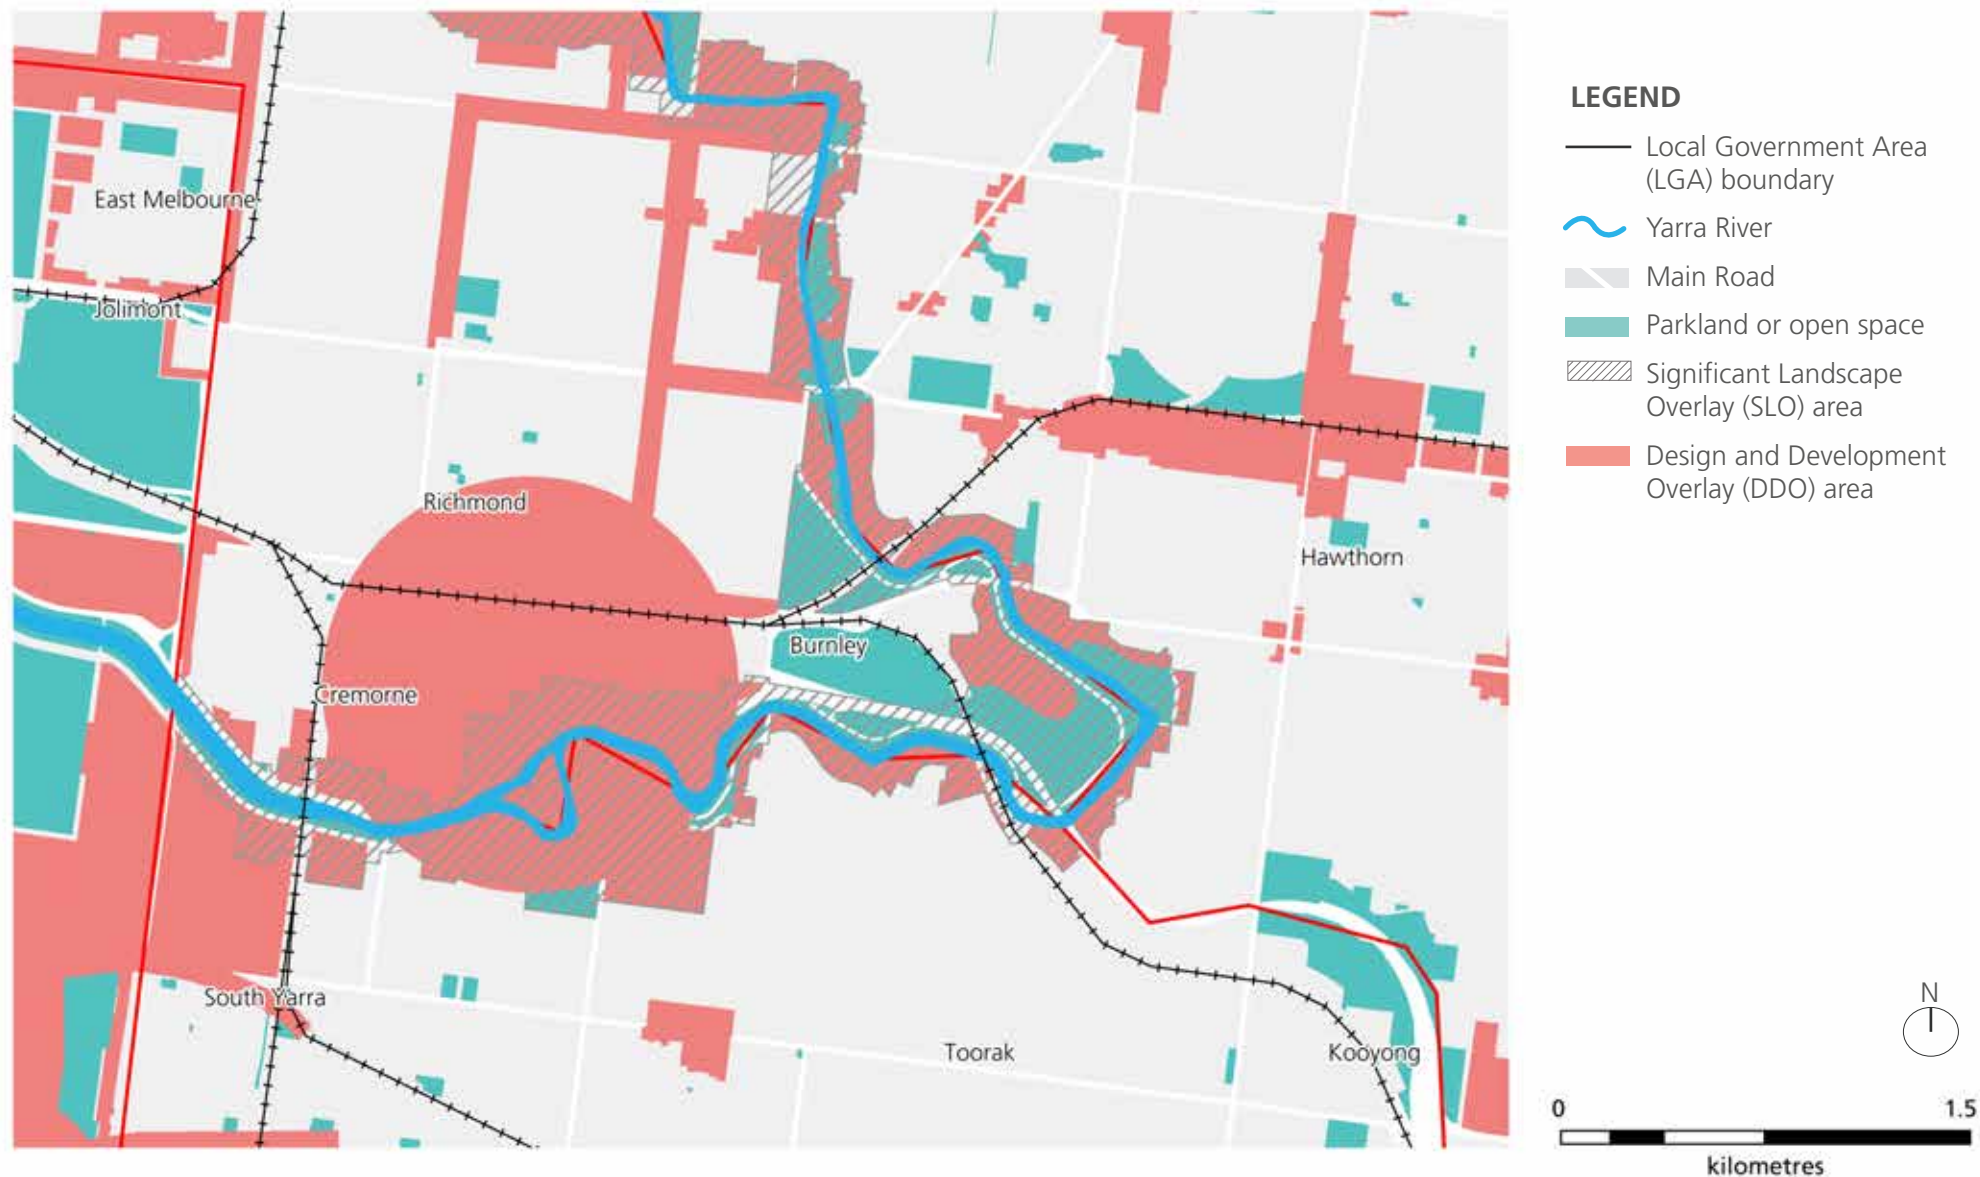 East Melbourne
Jolimont
Richmond
Cremorne
Burnley
Hawthorn
South Yarra
Toorak
Kooyong
LEGEND
Local Government Area
(LGA) boundary
Yarra River
Main Road
Parkland or open space
Significant Landscape
Overlay (SLO) area
Design and Development
Overlay (DDO) area
N
0 1.5
kilometres